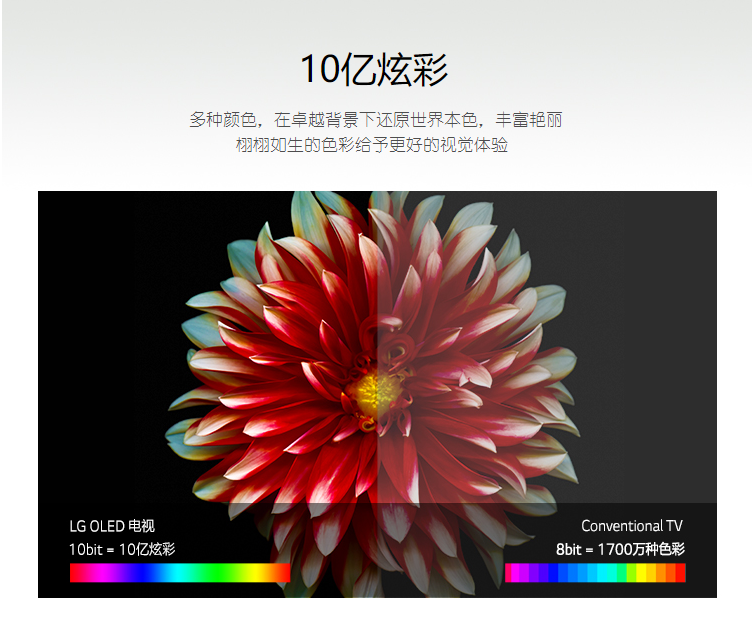 10亿炫彩
多种颜色，在卓越背景下还原世界本色，丰富艳丽
栩栩如生的色彩给予更好的视觉体验
LG OLED 电视
Conventional TV
10bit = 10亿炫彩
8bit = 1700万种色彩